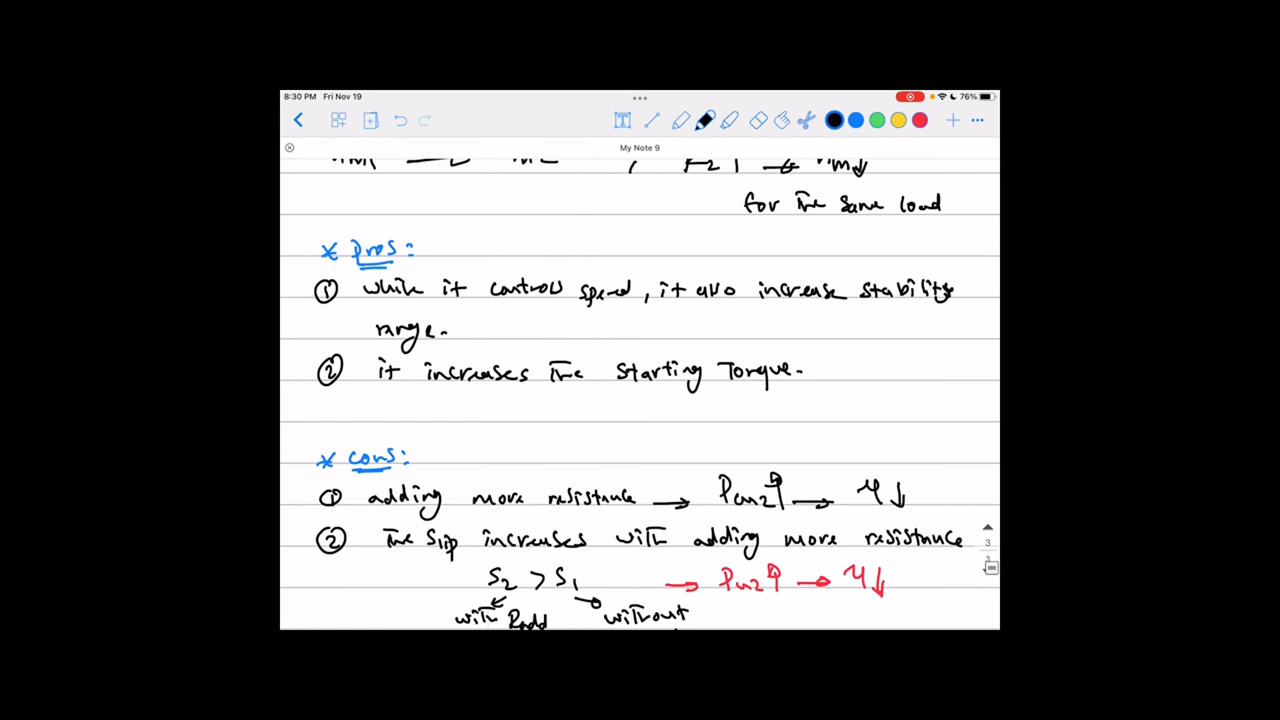 8:30 PM Fri Nov 19
76%
My Note 9
for the same load
* Pros:
① while it controls speed, it also increase stability
range.
② it increases the starting Torque.
* cons:
① adding more resistance → Pcu2↑ → η↓
② the slip increases with adding more resistance
S2 > S1 → Pcu2↑ → η↓
with Radd without
3
3